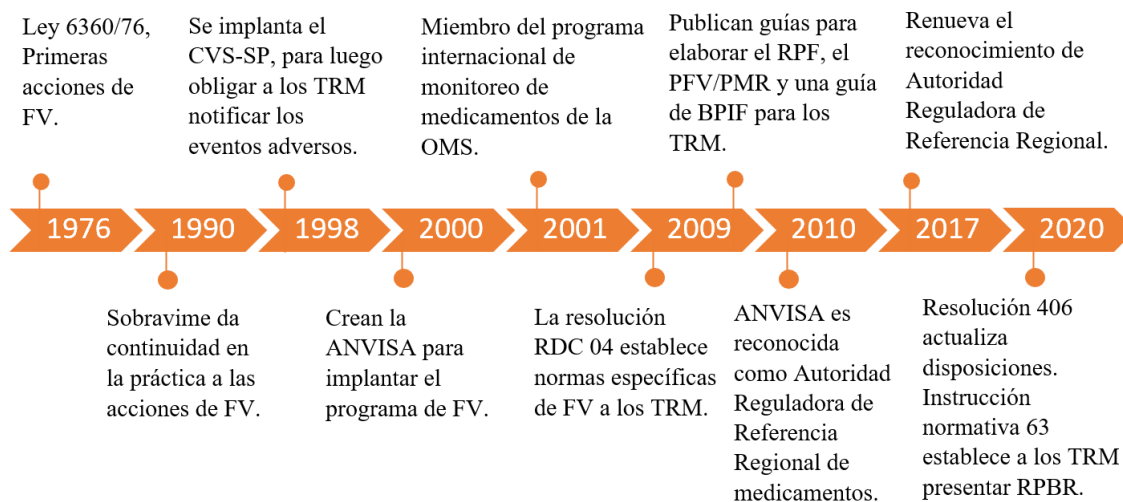 Ley 6360/76,
Primeras
acciones de
FV.
Se implanta el
CVS-SP, para luego
obligar a los TRM
notificar los
eventos adversos.
Miembro del programa
internacional de
monitoreo de
medicamentos de la
OMS.
Publican guías para
elaborar el RPF, el
PFV/PMR y una guía
de BPIF para los
TRM.
Renueva el
reconocimiento de
Autoridad
Reguladora de
Referencia Regional.
1976 1990 1998 2000 2001 2009 2010 2017 2020
Sobravime da
continuidad en
la práctica a las
acciones de FV.
Crean la
ANVISA para
implantar el
programa de FV.
La resolución
RDC 04 establece
normas específicas
de FV a los TRM.
ANVISA es
reconocida
como Autoridad
Reguladora de
Referencia
Regional de
medicamentos.
Resolución 406
actualiza
disposiciones.
Instrucción
normativa 63
establece a los TRM
presentar RPBR.